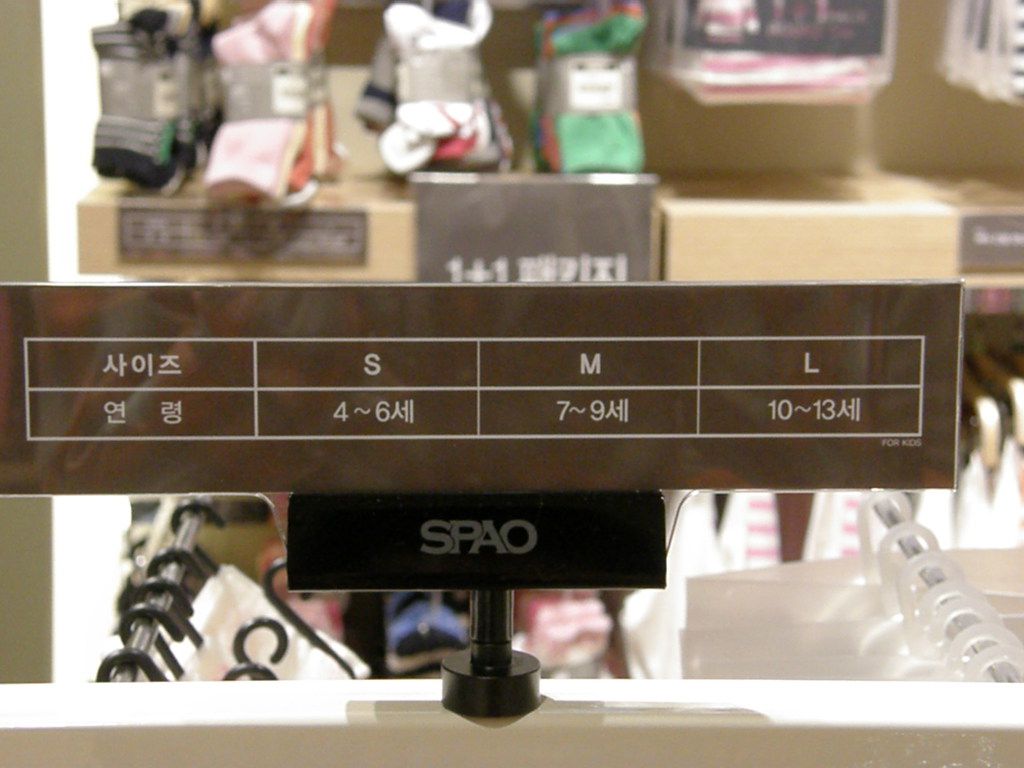 1+1 패키지
사이즈 S M L
연 령 4~6세 7~9세 10~13세
FOR KIDS
SPAO